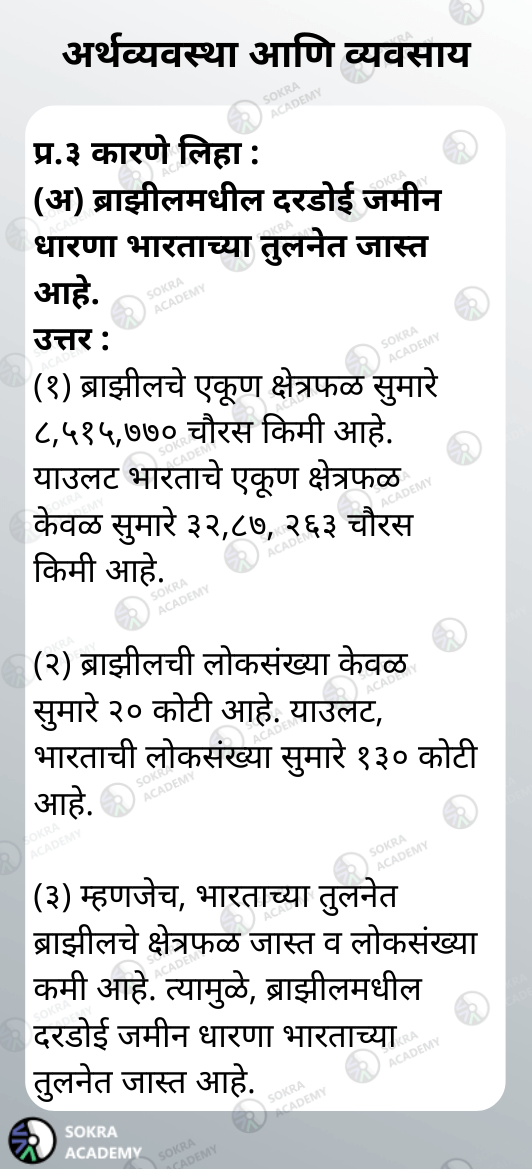 अर्थव्यवस्था आणि व्यवसाय
प्र.३ कारणे लिहा :
(अ) ब्राझीलमधील दरडोई जमीन
धारणा भारताच्या तुलनेत जास्त
आहे.
उत्तर :
(१) ब्राझीलचे एकूण क्षेत्रफळ सुमारे
८,५१५,७७० चौरस किमी आहे.
याउलट भारताचे एकूण क्षेत्रफळ
केवळ सुमारे ३२,८७, २६३ चौरस
किमी आहे.
(२) ब्राझीलची लोकसंख्या केवळ
सुमारे २० कोटी आहे. याउलट,
भारताची लोकसंख्या सुमारे १३० कोटी
आहे.
(३) म्हणजेच, भारताच्या तुलनेत
ब्राझीलचे क्षेत्रफळ जास्त व लोकसंख्या
कमी आहे. त्यामुळे, ब्राझीलमधील
दरडोई जमीन धारणा भारताच्या
तुलनेत जास्त आहे.
SOKRA
ACADEMY